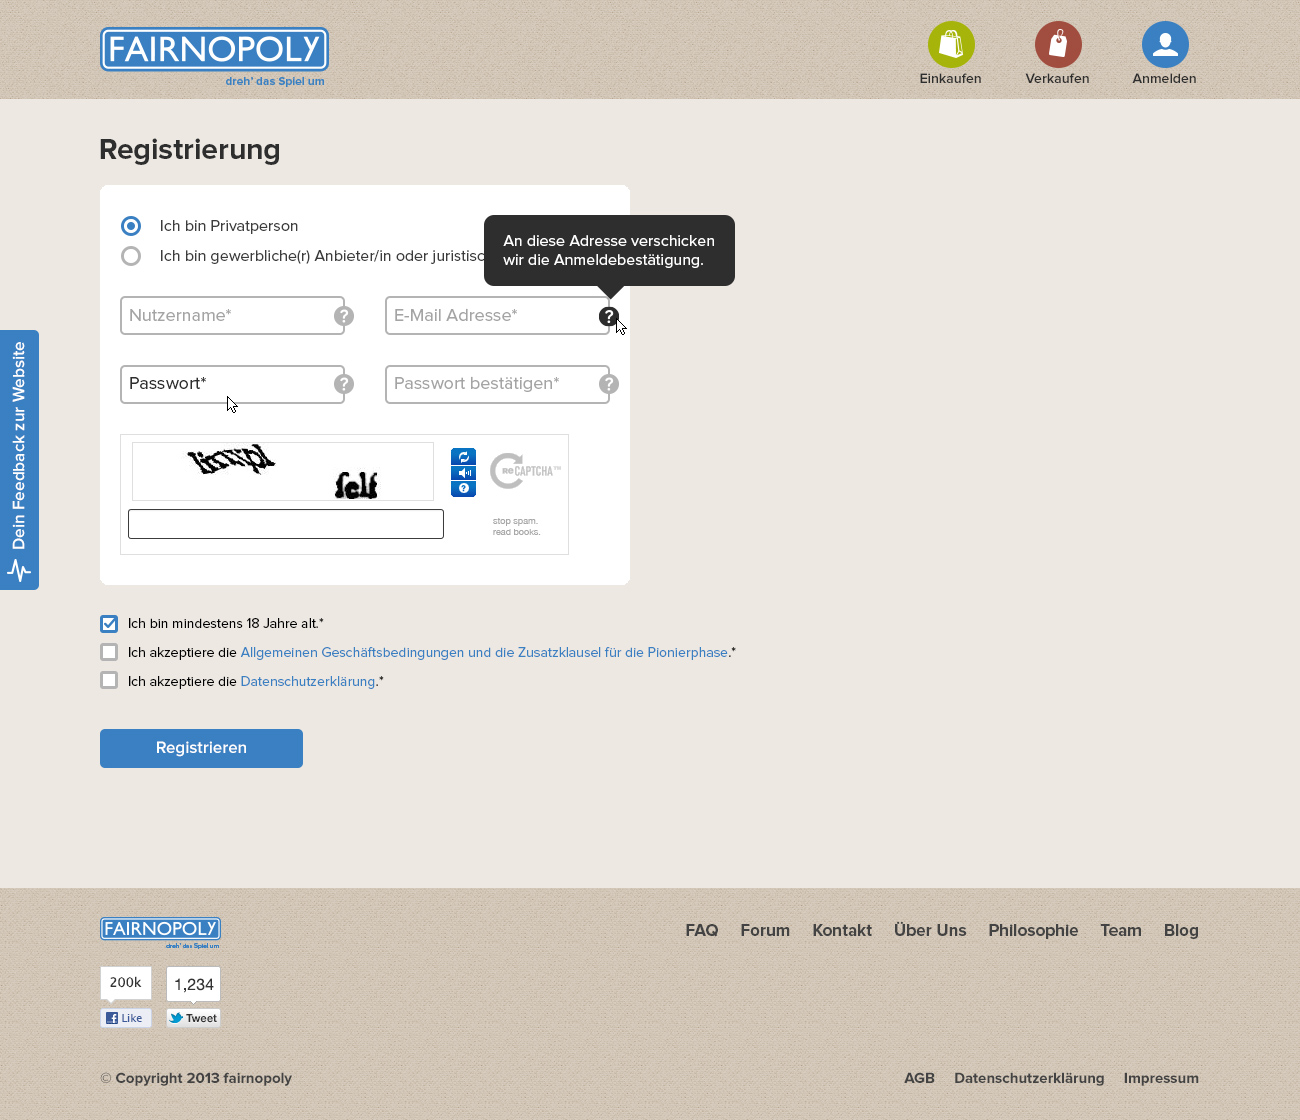 FAIRNOPOLY
dreh' das Spiel um
Einkaufen
Verkaufen
Anmelden
Registrierung
Ich bin Privatperson
Ich bin gewerbliche(r) Anbieter/in oder
An diese Adresse verschicken
wir die Anmeldebestätigung.
Nutzername*
?
E-Mail Adresse*
?
Passwort*
?
Passwort bestätigen*
?
Dein Feedback zur Website
self
?
reCAPTCHA™
stop spam.
read books.
Ich bin mindestens 18 Jahre alt.*
Ich akzeptiere die Allgemeinen Geschäftsbedingungen und die Zusatzklausel für die Pionierphase.*
Ich akzeptiere die Datenschutzerklärung.*
Registrieren
FAIRNOPOLY
dreh' das Spiel um
FAQ
Forum
Kontakt
Über Uns
Philosophie
Team
Blog
200k
1,234
Like
Tweet
© Copyright 2013 fairnopoly
AGB
Datenschutzerklärung
Impressum